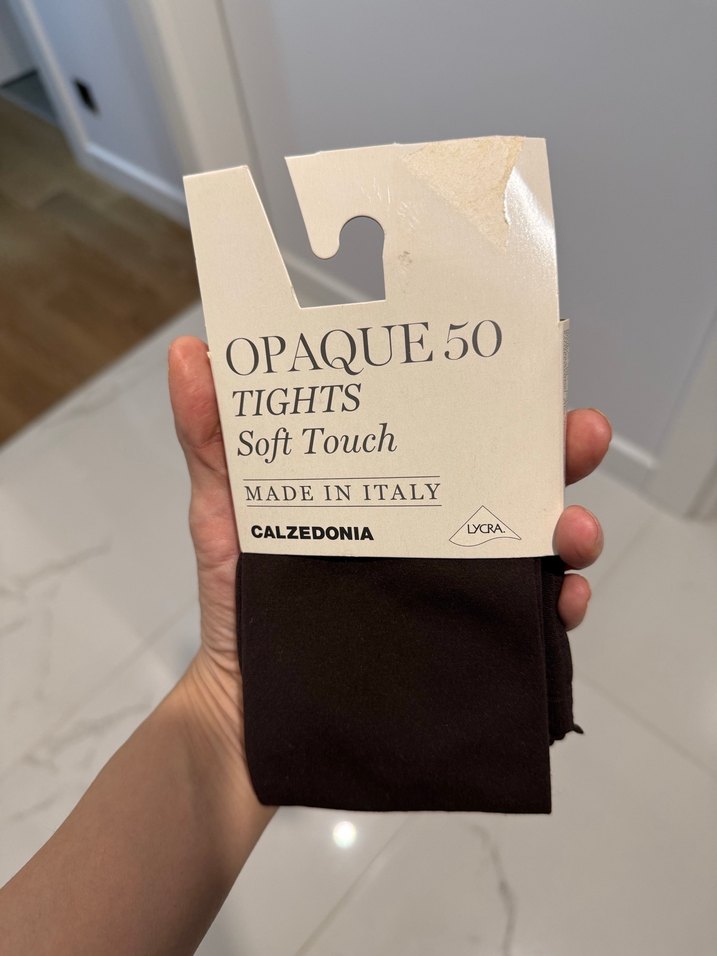 OPAQUE 50
TIGHTS
Soft Touch
MADE IN ITALY
CALZEDONIA
LYCRA.